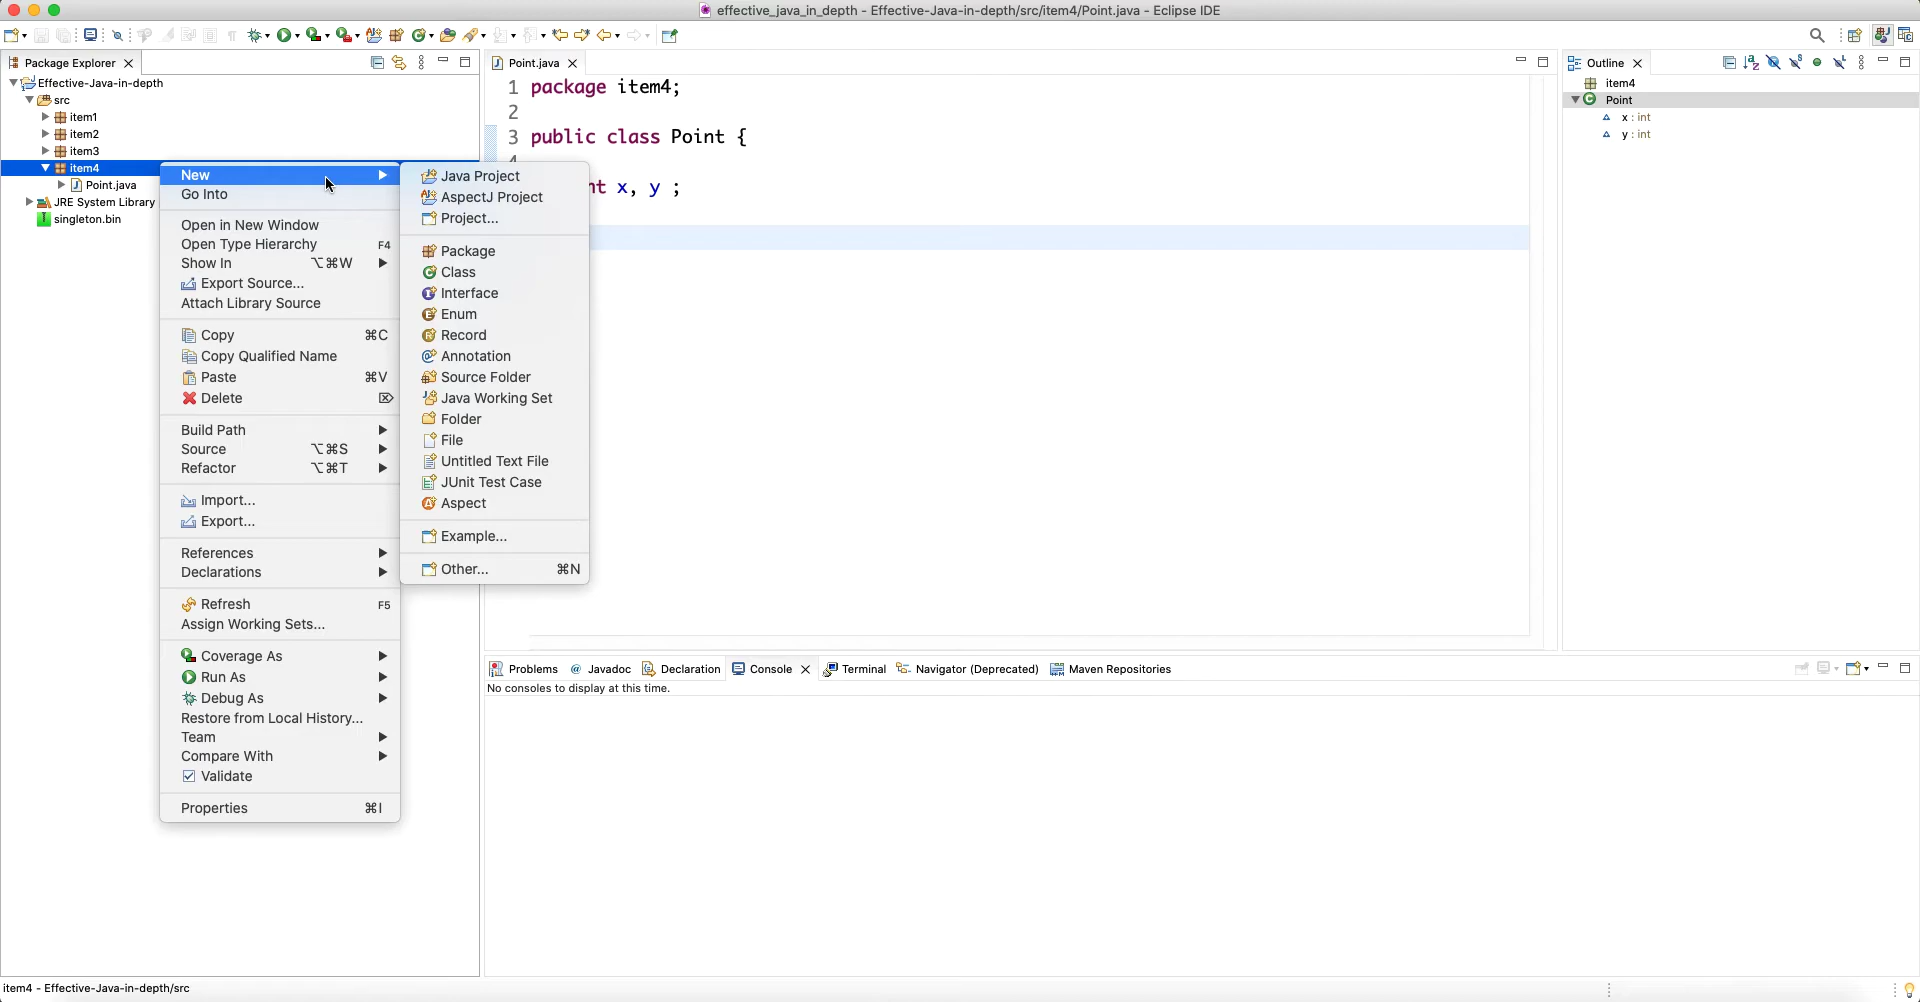 effective_java_in_depth - Effective-Java-in-depth/src/item4/Point.java - Eclipse IDE
Package Explorer
Effective-Java-in-depth
src
item1
item2
item3
item4
Point.java
JRE System Library
singleton.bin
New
Go Into
Open in New Window
Open Type Hierarchy F4
Show In ⌥⌘W
Export Source...
Attach Library Source
Copy ⌘C
Copy Qualified Name
Paste ⌘V
Delete ⌦
Build Path
Source ⌥⌘S
Refactor ⌥⌘T
Import...
Export...
References
Declarations
Refresh F5
Assign Working Sets...
Coverage As
Run As
Debug As
Restore from Local History...
Team
Compare With
Validate
Properties ⌘I
Java Project
AspectJ Project
Project...
Package
Class
Interface
Enum
Record
Annotation
Source Folder
Java Working Set
Folder
File
Untitled Text File
JUnit Test Case
Aspect
Example...
Other... ⌘N
Point.java
1 package item4;
2
3 public class Point {
nt x, y ;
Outline
item4
Point
x : int
y : int
Problems
Javadoc
Declaration
Console
Terminal
Navigator (Deprecated)
Maven Repositories
No consoles to display at this time.
item4 - Effective-Java-in-depth/src